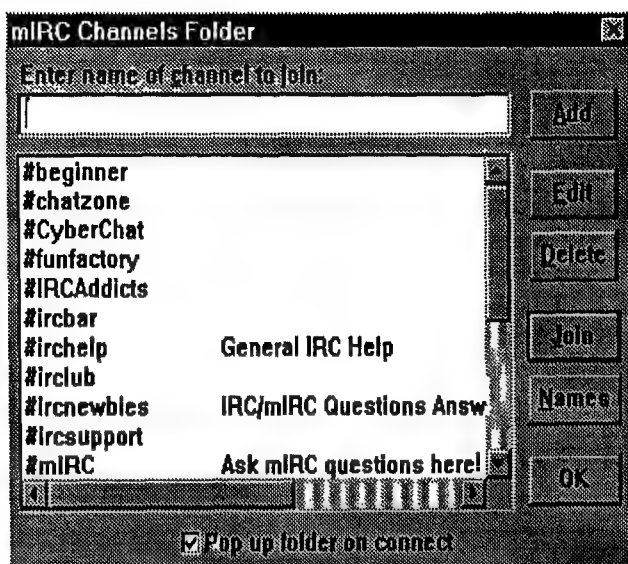 mIRC Channels Folder
Enter name of channel to join:
Add
#beginner
#chatzone
Edit
#CyberChat
#funfactory
Delete
#IRCAddicts
#ircbar
#irchelp General IRC Help
Join
#irclub
#Ircnewbies IRC/mIRC Questions Answ
Names
#ircsupport
#mIRC Ask mIRC questions here!
OK
Pop up folder on connect